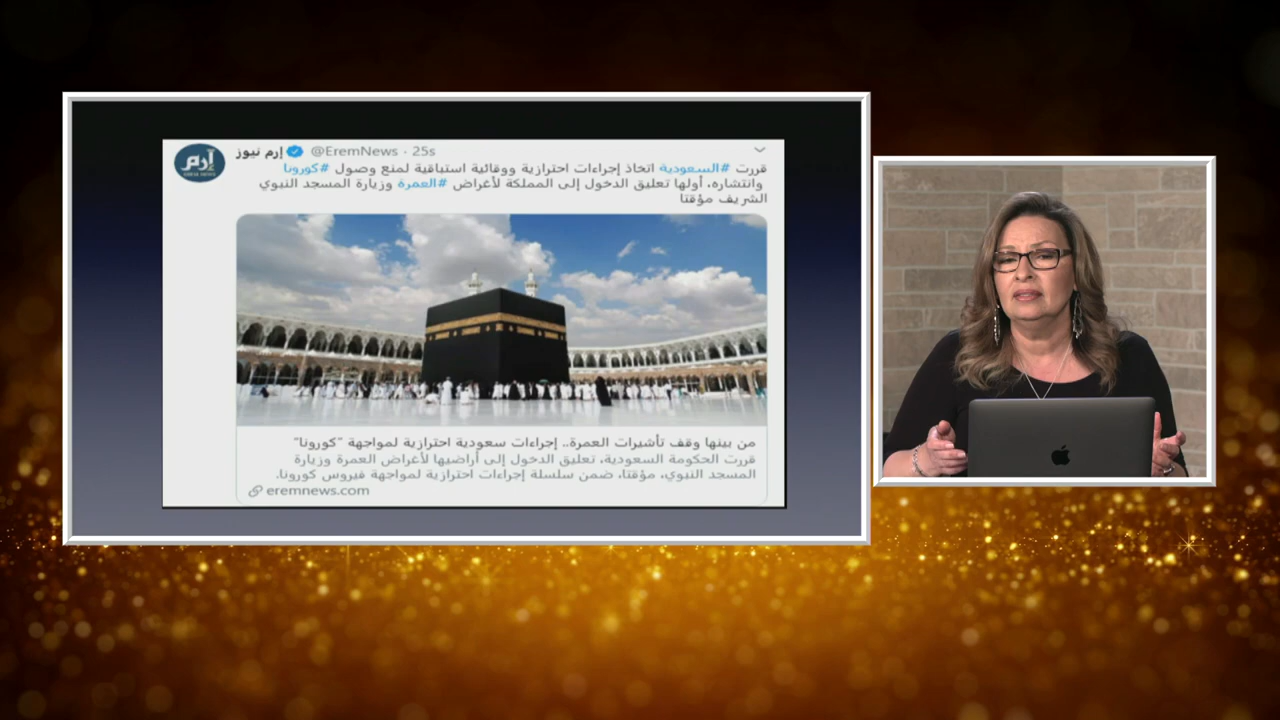 إرم نيوز @EremNews · 25s
آرم
EREM NEWS
قررت #السعودية اتخاذ إجراءات احترازية ووقائية استباقية لمنع وصول #كورونا
وانتشاره، أولها تعليق الدخول إلى المملكة لأغراض #العمرة وزيارة المسجد النبوي
الشريف مؤقتا
من بينها وقف تأشيرات العمرة.. إجراءات سعودية احترازية لمواجهة "كورونا"
قررت الحكومة السعودية، تعليق الدخول إلى أراضيها لأغراض العمرة وزيارة
المسجد النبوي، مؤقتا، ضمن سلسلة إجراءات احترازية لمواجهة فيروس كورونا.
eremnews.com